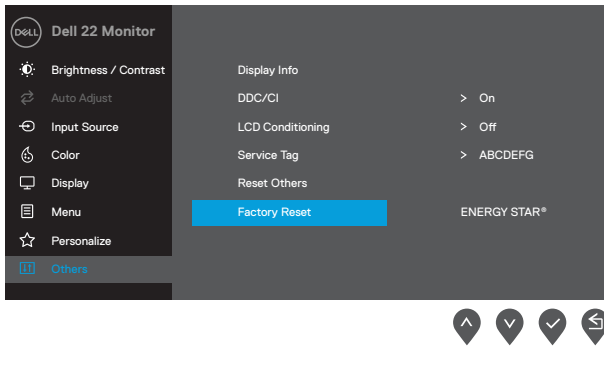 DELL Dell 22 Monitor
Brightness / Contrast Display Info
Auto Adjust DDC/CI > On
Input Source LCD Conditioning > Off
Color Service Tag > ABCDEFG
Display Reset Others
Menu Factory Reset ENERGY STAR®
Personalize
Others